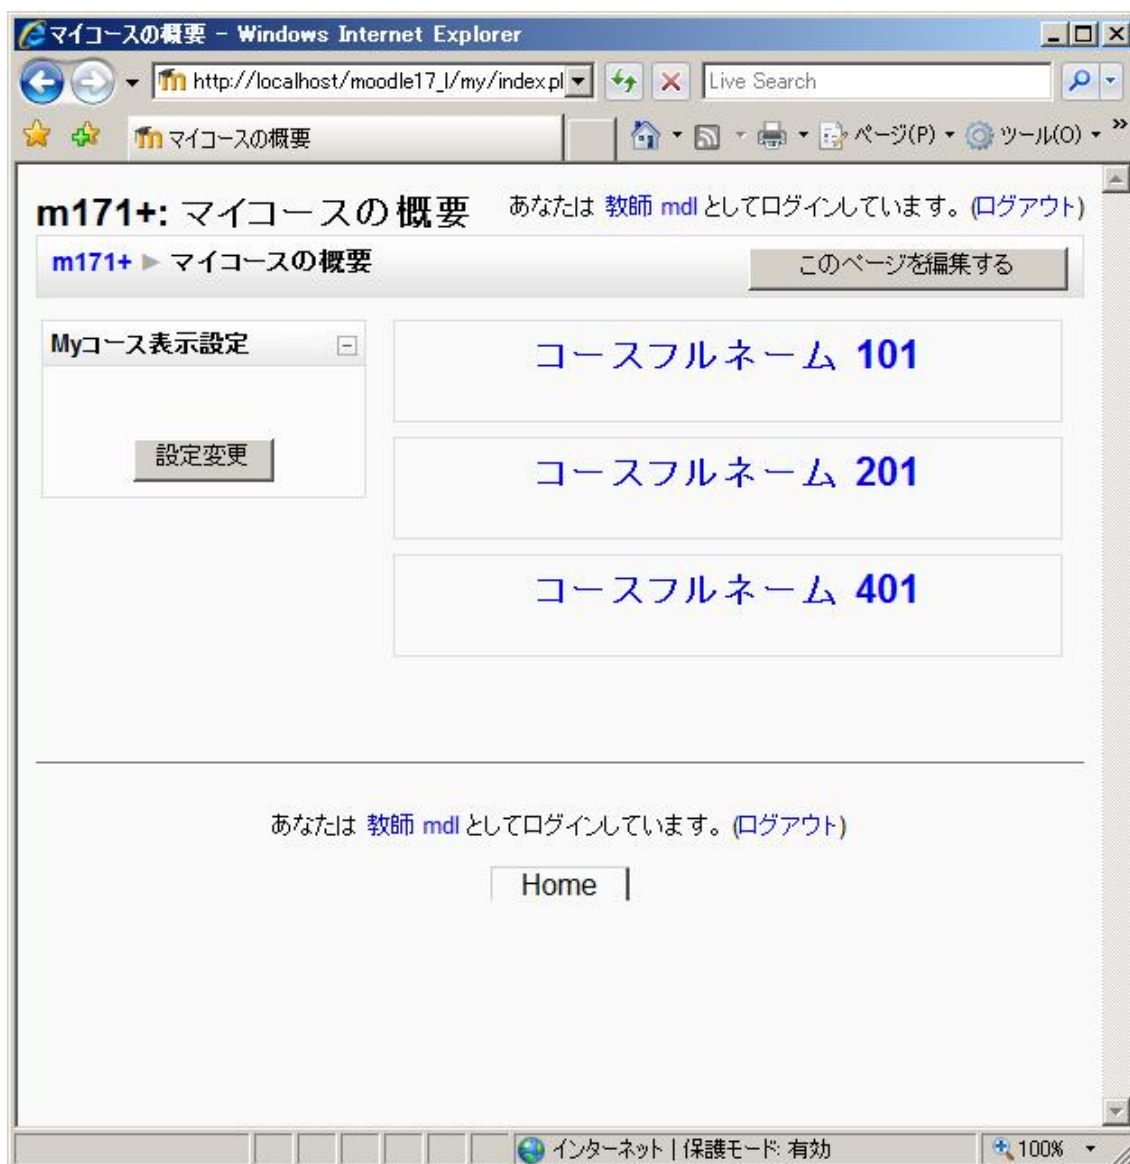 マイコースの概要 - Windows Internet Explorer
http://localhost/moodle17_l/my/index.pl
Live Search
マイコースの概要
ページ(P)
ツール(O)
m171+: マイコースの概要
あなたは 教師 mdl としてログインしています。(ログアウト)
m171+ ► マイコースの概要
このページを編集する
Myコース表示設定
設定変更
コースフルネーム 101
コースフルネーム 201
コースフルネーム 401
あなたは 教師 mdl としてログインしています。(ログアウト)
Home
インターネット | 保護モード: 有効
100%